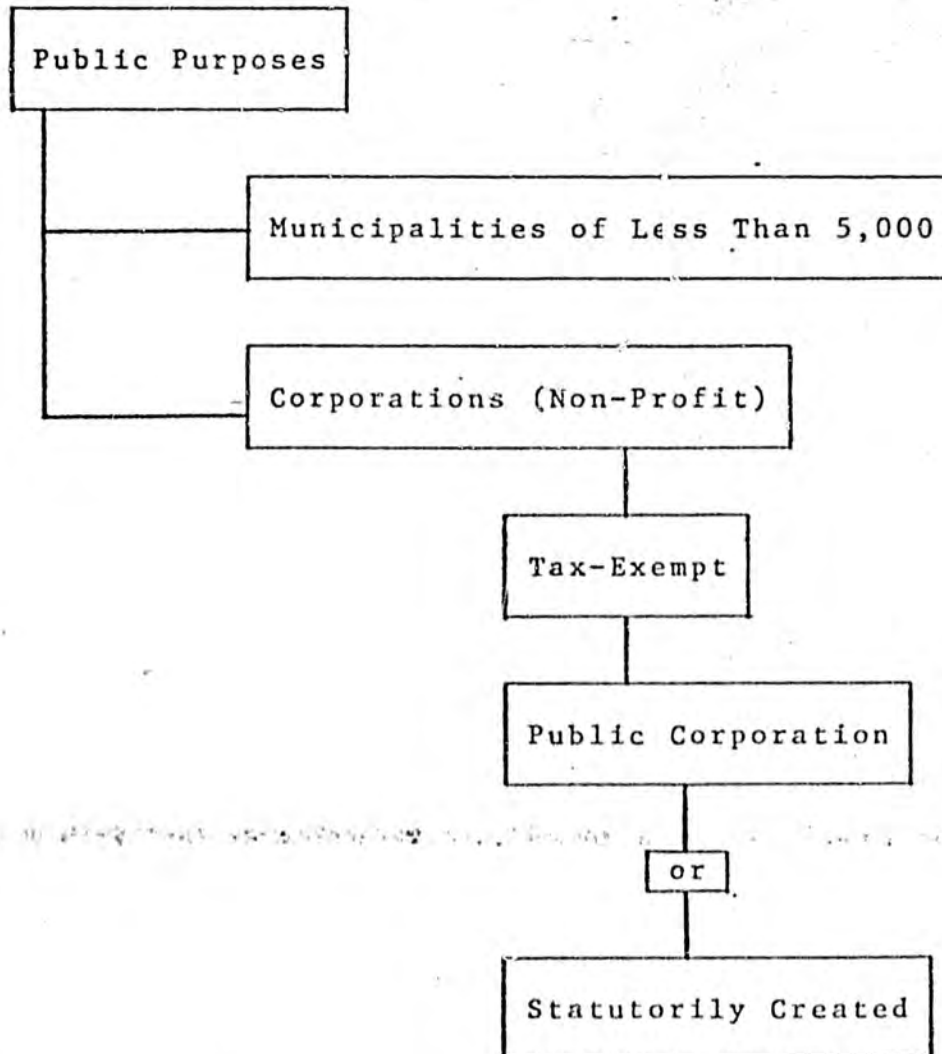 Public Purposes
Municipalities of Less Than 5,000
Corporations (Non-Profit)
Tax-Exempt
Public Corporation
or
Statutorily Created